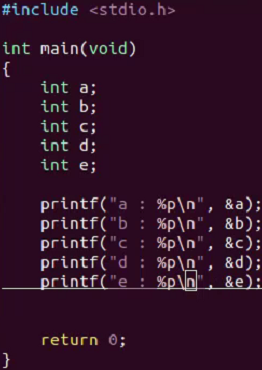 #include <stdio.h>
int main(void)
{
    int a;
    int b;
    int c;
    int d;
    int e;
    printf("a : %p\n", &a);
    printf("b : %p\n", &b);
    printf("c : %p\n", &c);
    printf("d : %p\n", &d);
    printf("e : %p\n", &e);
    return 0;
}